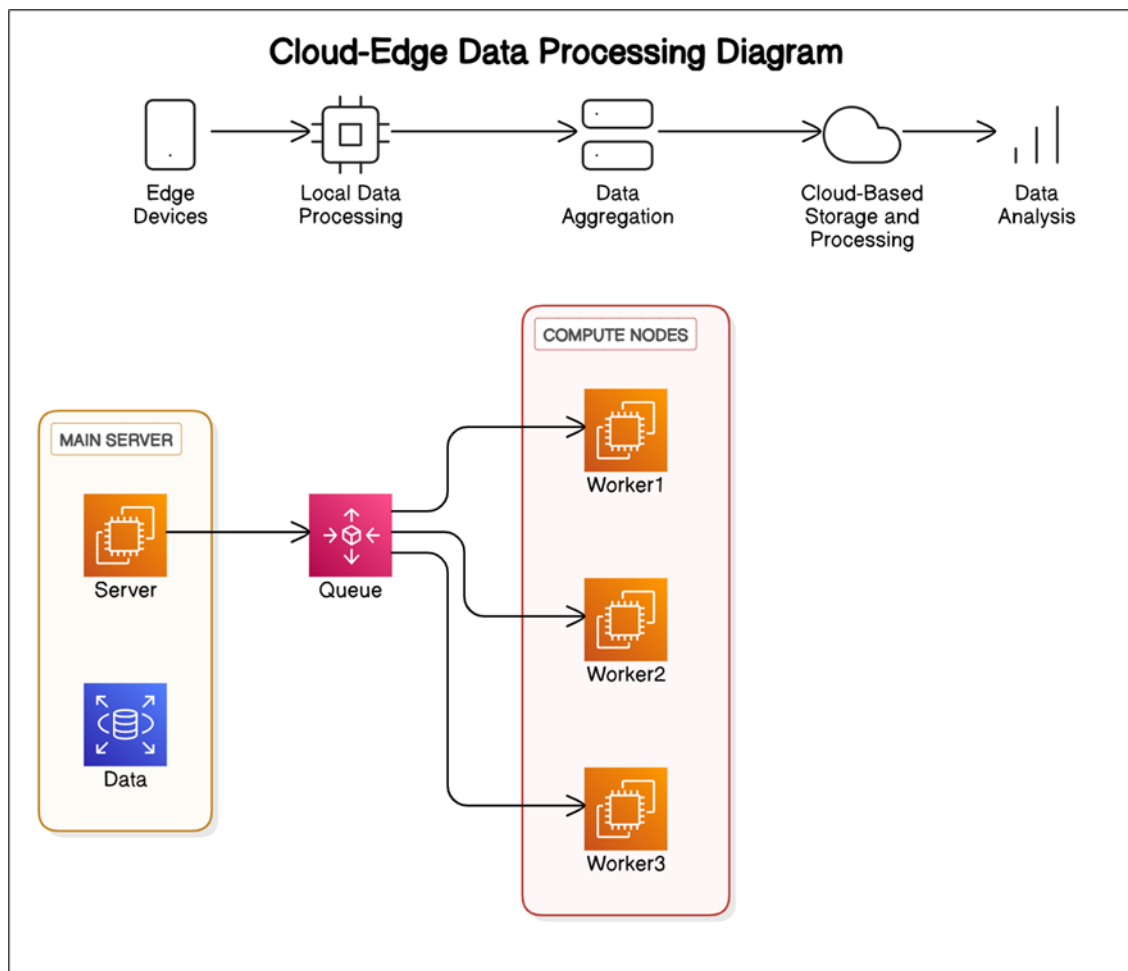 Cloud-Edge Data Processing Diagram
Edge
Devices
Local Data
Processing
Data
Aggregation
Cloud-Based
Storage and
Processing
Data
Analysis
COMPUTE NODES
MAIN SERVER
Worker1
Server
Queue
Worker2
Data
Worker3